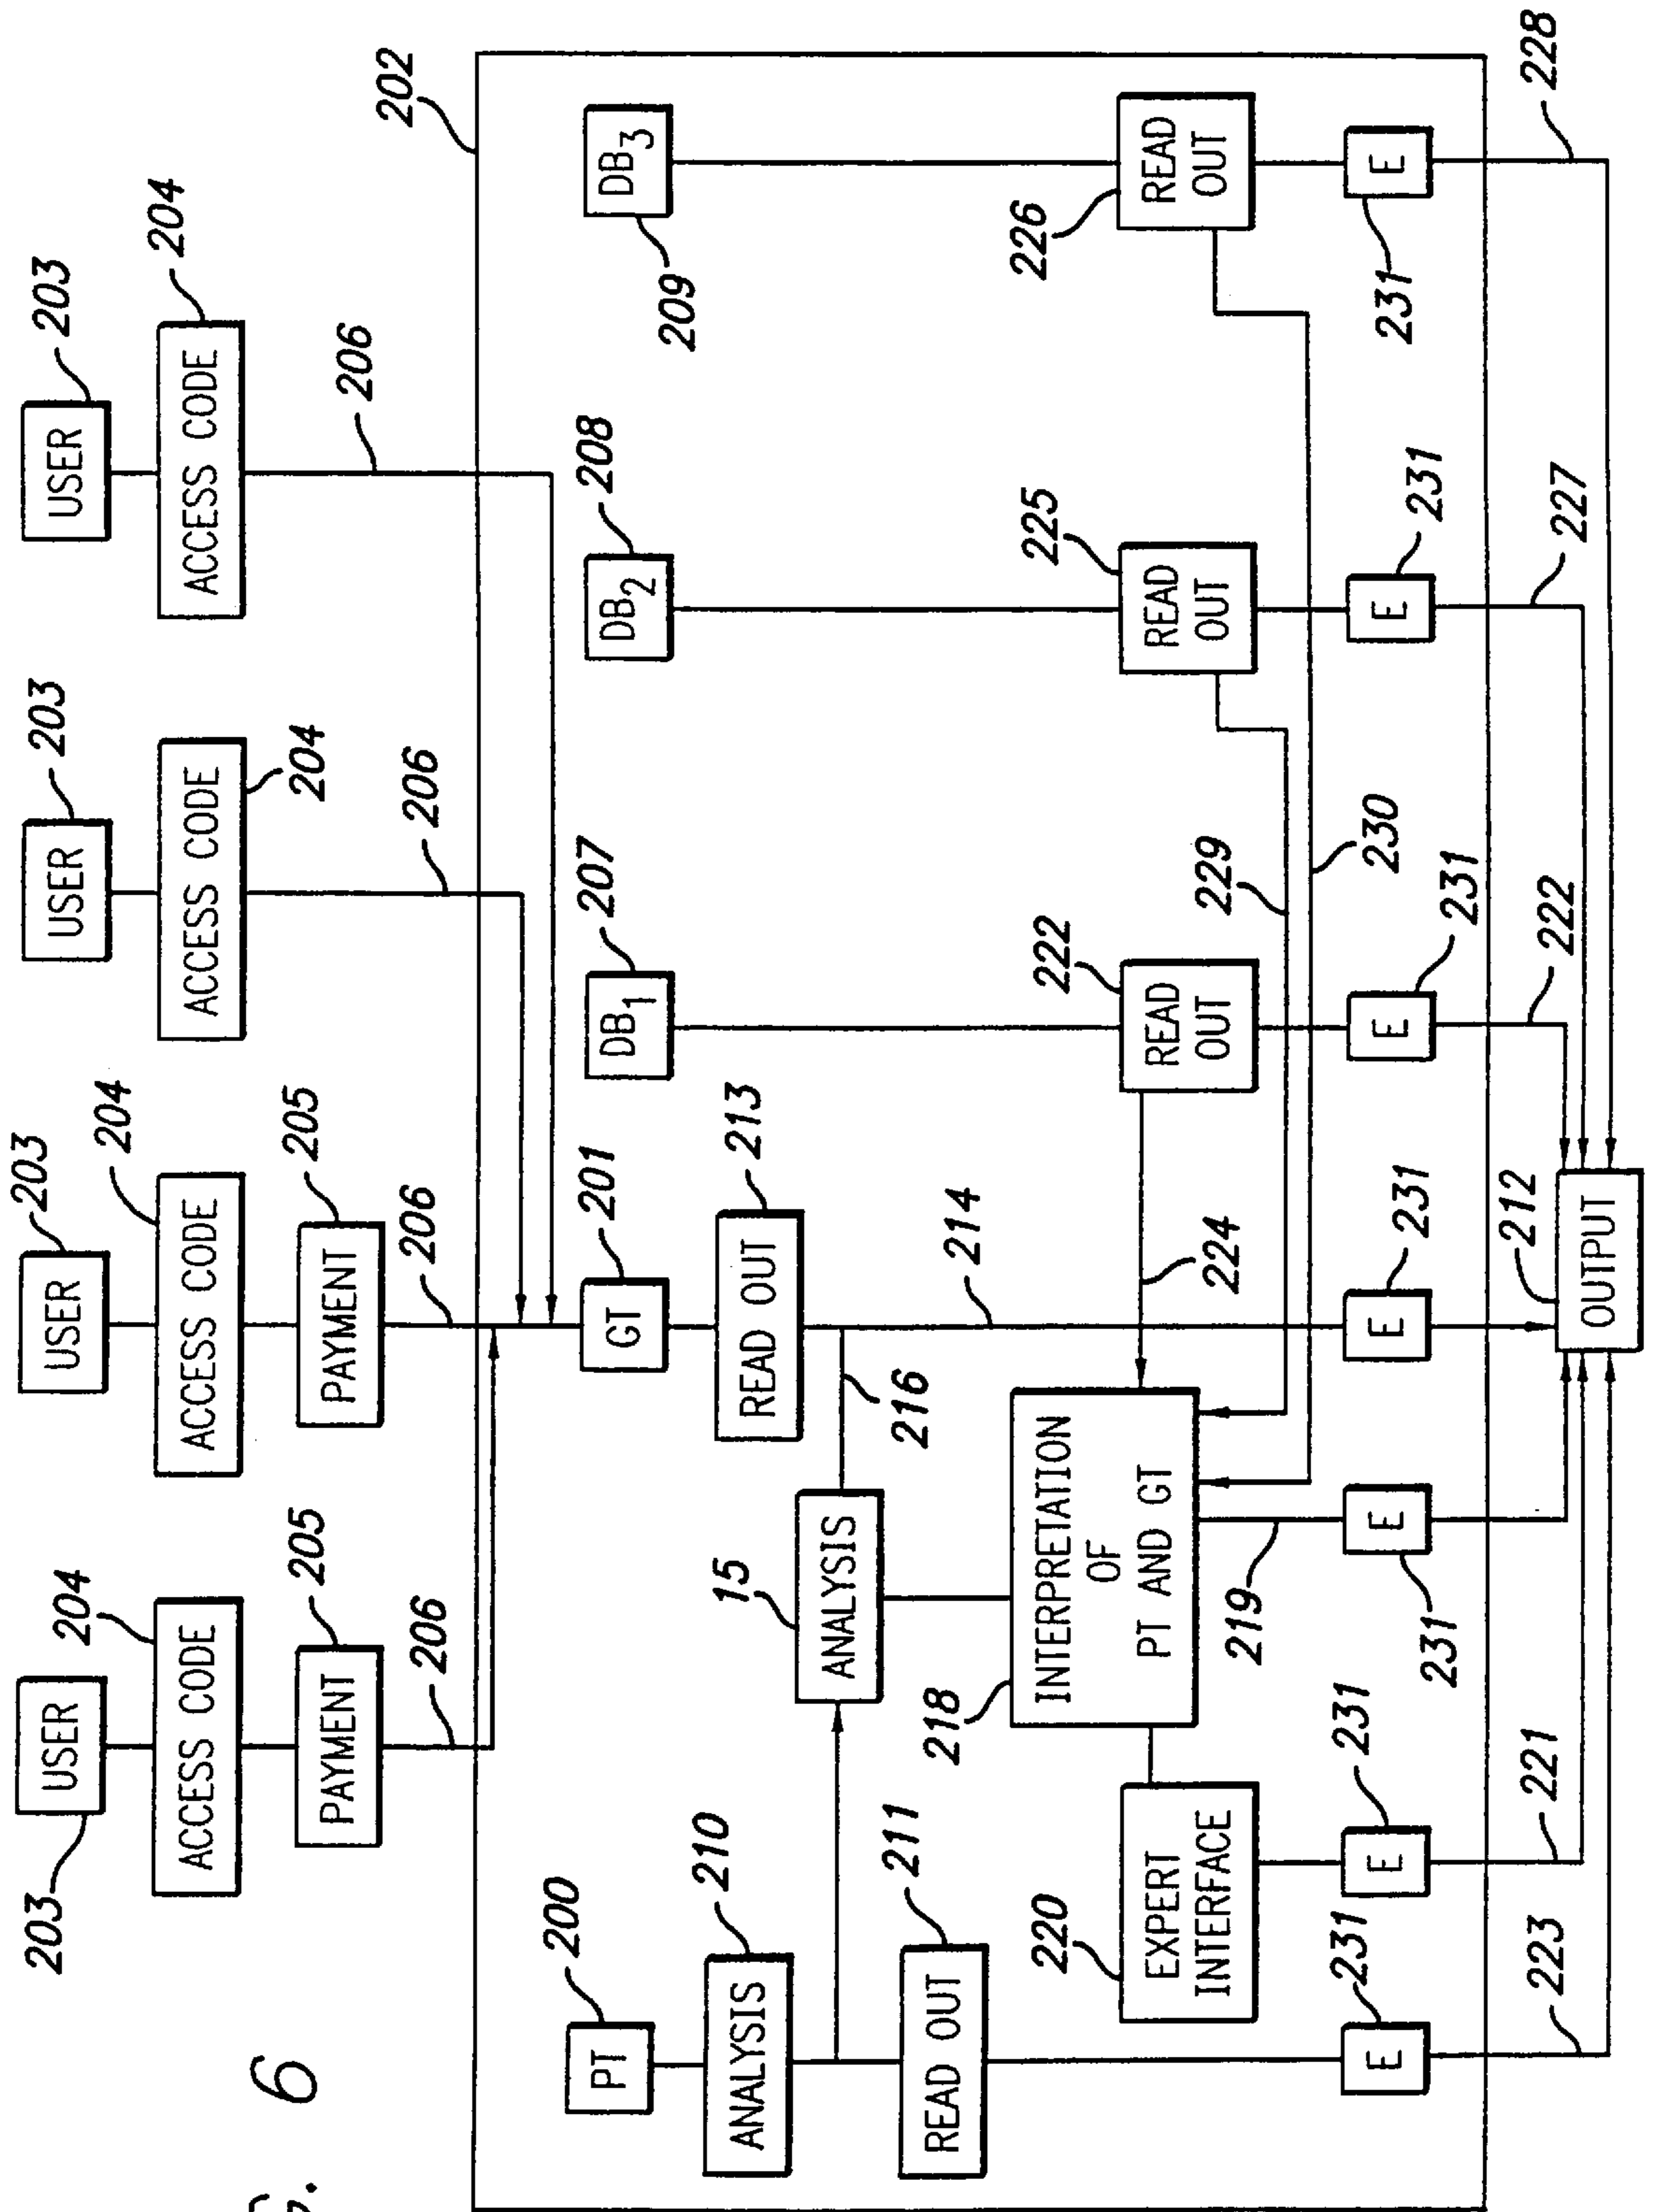 6
203
USER
203
USER
203
USER
203
USER
203
204
ACCESS CODE
204
ACCESS CODE
ACCESS CODE
204
ACCESS CODE
204
205
PAYMENT
205
PAYMENT
206
206
206
206
202
200
PT
201
GT
207
DB1
208
DB2
209
DB3
210
ANALYSIS
213
READ OUT
15
ANALYSIS
216
211
READ OUT
214
218
INTERPRETATION
OF
PT AND GT
220
EXPERT
INTERFACE
224
222
READ
OUT
225
READ
OUT
226
READ
OUT
219
229
230
231
E
231
E
231
E
231
E
231
E
231
E
231
E
223
221
212
OUTPUT
222
227
228